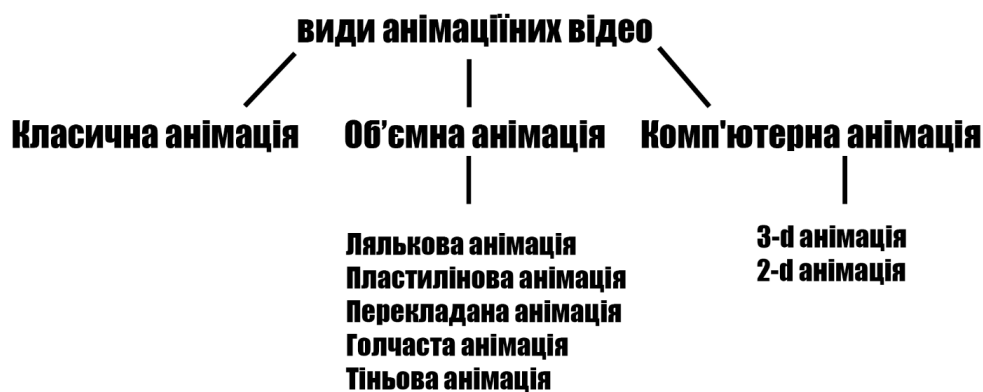 види анімаціїних відео
Класична анімація
Об’ємна анімація
Комп'ютерна анімація
Лялькова анімація
Пластилінова анімація
Перекладана анімація
Голчаста анімація
Тіньова анімація
3-d анімація
2-d анімація